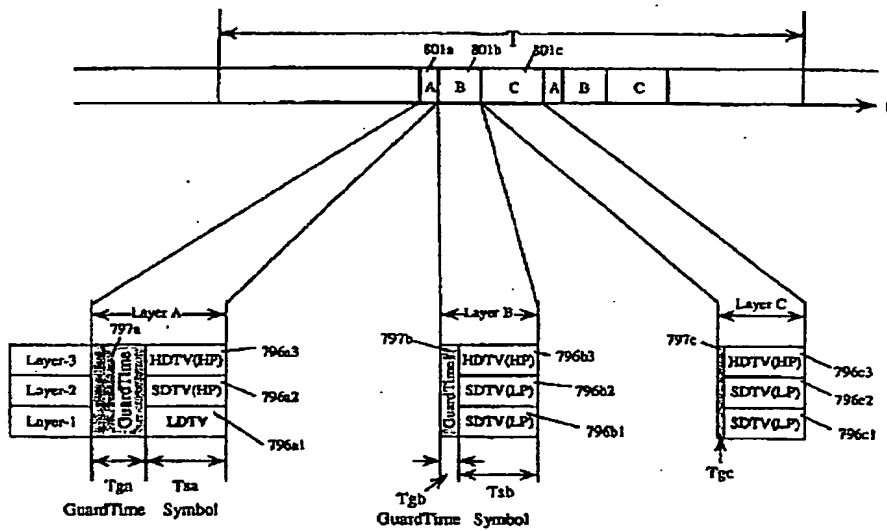 T
801a 801b 801c
A B C A B C
t
Layer A
Layer B
Layer C
797a
797b
797c
Layer-3
GuardTime
HDTV(HP)
796a3
GuardTime
HDTV(HP)
796b3
HDTV(HP)
796c3
Layer-2
SDTV(HP)
796a2
SDTV(LP)
796b2
SDTV(LP)
796c2
Layer-1
LDTV
796a1
SDTV(LP)
796b1
SDTV(LP)
796c1
Tga Tsa
Tgb Tsb
Tgc
GuardTime Symbol
GuardTime Symbol